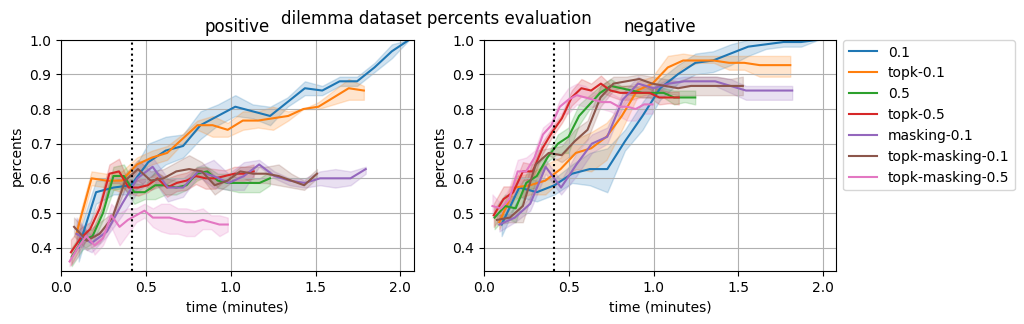 dilemma dataset percents evaluation
positive
negative
percents
1.0
0.9
0.8
0.7
0.6
0.5
0.4
0.0
0.5
1.0
1.5
2.0
time (minutes)
percents
1.0
0.9
0.8
0.7
0.6
0.5
0.4
0.0
0.5
1.0
1.5
2.0
time (minutes)
0.1
topk-0.1
0.5
topk-0.5
masking-0.1
topk-masking-0.1
topk-masking-0.5